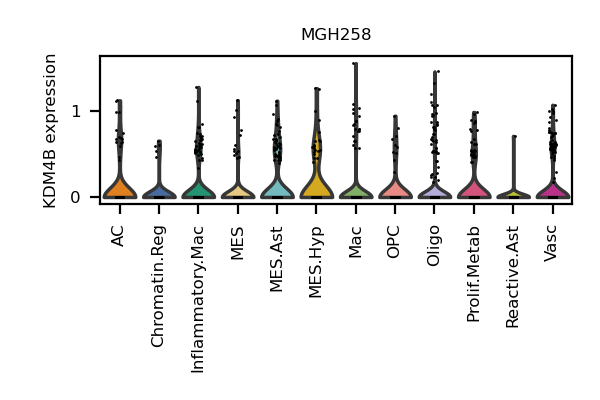 MGH258
KDM4B expression
1
0
AC
Chromatin.Reg
Inflammatory.Mac
MES
MES.Ast
MES.Hyp
Mac
OPC
Oligo
Prolif.Metab
Reactive.Ast
Vasc